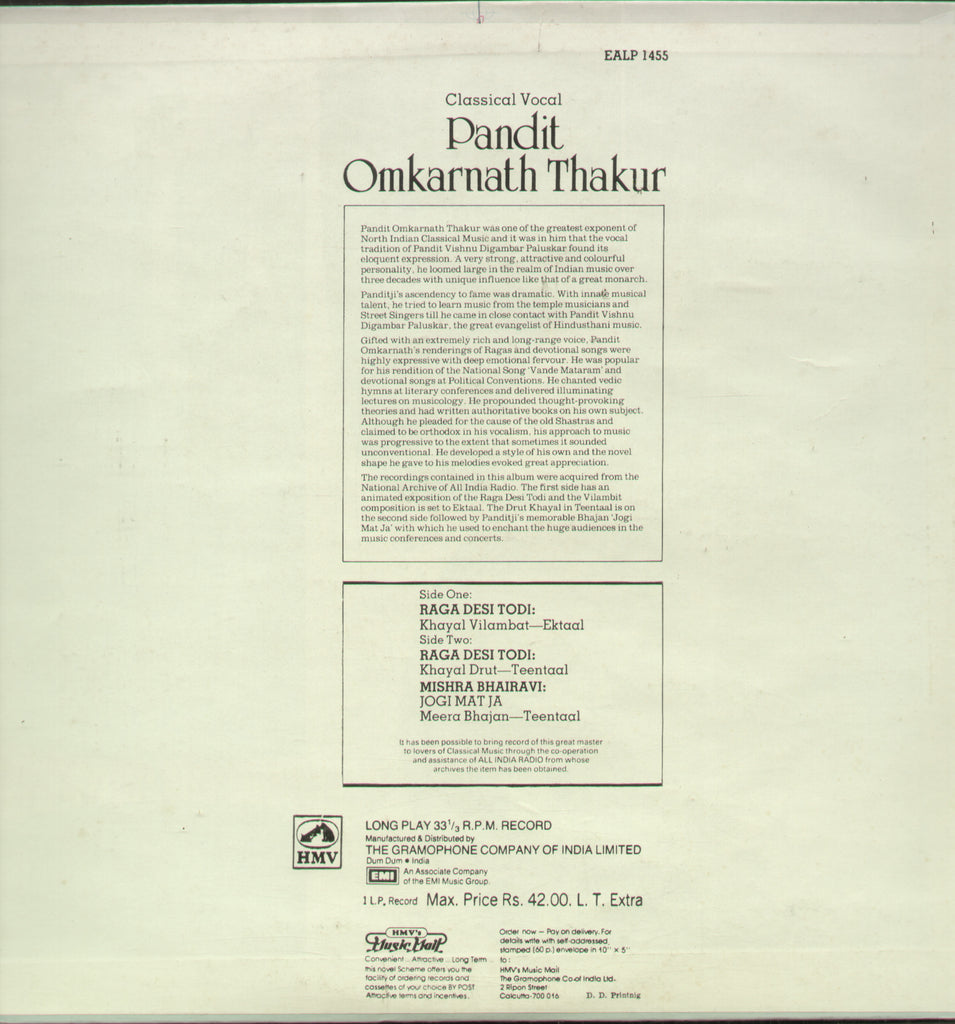 EALP 1455
Classical Vocal
Pandit
Omkarnath Thakur
Pandit Omkarnath Thakur was one of the greatest exponent of
North Indian Classical Music and it was in him that the vocal
tradition of Pandit Vishnu Digambar Paluskar found its
eloquent expression. A very strong, attractive and colourful
personality, he loomed large in the realm of Indian music over
three decades with unique influence like that of a great monarch.
Panditji's ascendency to fame was dramatic. With innate musical
talent, he tried to learn music from the temple musicians and
Street Singers till he came in close contact with Pandit Vishnu
Digambar Paluskar, the great evangelist of Hindusthani music.
Gifted with an extremely rich and long-range voice, Pandit
Omkarnath's renderings of Ragas and devotional songs were
highly expressive with deep emotional fervour. He was popular
for his rendition of the National Song 'Vande Mataram' and
devotional songs at Political Conventions. He chanted vedic
hymns at literary conferences and delivered illuminating
lectures on musicology. He propounded thought-provoking
theories and had written authoritative books on his own subject.
Although he pleaded for the cause of the old Shastras and
claimed to be orthodox in his vocalism, his approach to music
was progressive to the extent that sometimes it sounded
unconventional. He developed a style of his own and the novel
shape he gave to his melodies evoked great appreciation.
The recordings contained in this album were acquired from the
National Archive of All India Radio. The first side has an
animated exposition of the Raga Desi Todi and the Vilambit
composition is set to Ektaal. The Drut Khayal in Teentaal is on
the second side followed by Panditji's memorable Bhajan 'Jogi
Mat Ja' with which he used to enchant the huge audiences in the
music conferences and concerts.
Side One:
RAGA DESI TODI:
Khayal Vilambat—Ektaal
Side Two:
RAGA DESI TODI:
Khayal Drut—Teentaal
MISHRA BHAIRAVI:
JOGI MAT JA
Meera Bhajan—Teentaal
It has been possible to bring record of this great master
to lovers of Classical Music through the co-operation
and assistance of ALL INDIA RADIO from whose
archives the item has been obtained.
HMV
LONG PLAY 33 1/3 R.P.M. RECORD
Manufactured & Distributed by
THE GRAMOPHONE COMPANY OF INDIA LIMITED
Dum Dum • India
EMI An Associate Company
of the EMI Music Group.
1 L.P. Record Max. Price Rs. 42.00. L. T. Extra
HMV's
Music Mail
Convenient... Attractive... Long Term...
this novel Scheme offers you the
facility of ordering records and
cassettes of your choice BY POST
Attractive terms and incentives.
Order now — Pay on delivery. For
details write with self-addressed,
stamped (60 p.) envelope in 10" × 5"
to:
HMV's Music Mail
The Gramophone Co.of India Ltd.
2 Ripon Street
Calcutta-700 016
D. D. Printnig